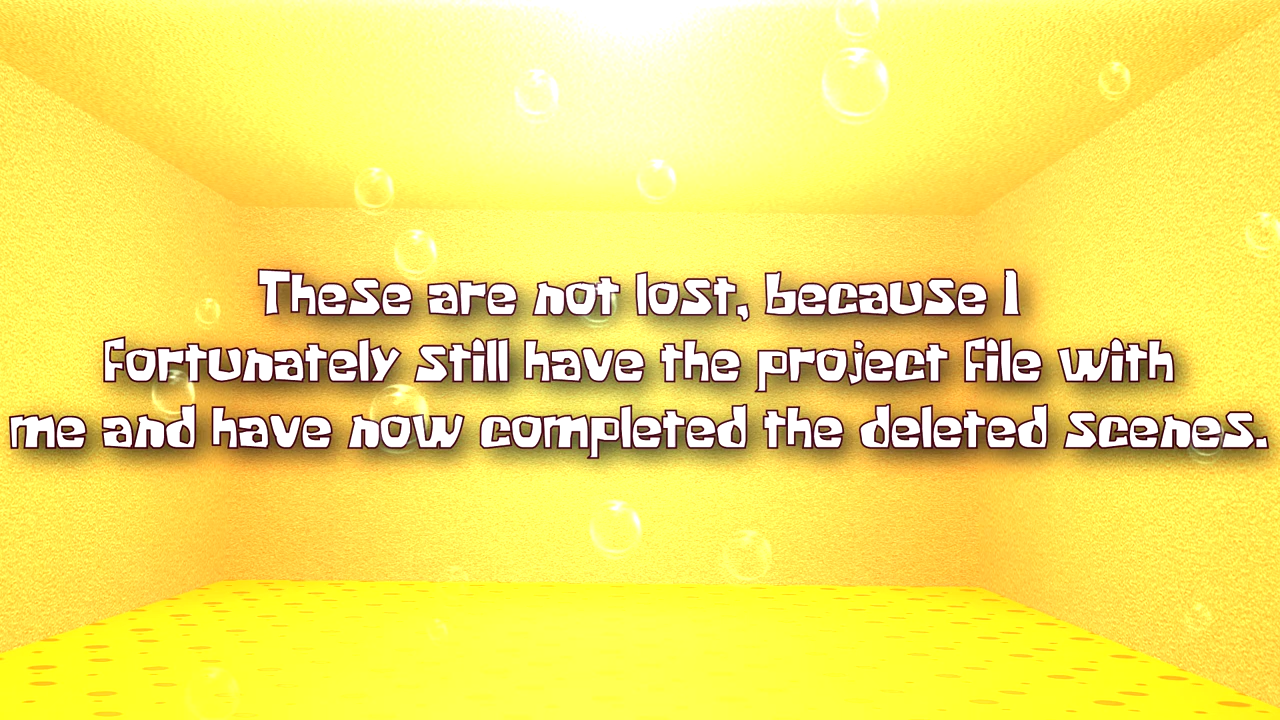 These are not lost, because I
fortunately still have the project file with
me and have now completed the deleted scenes.